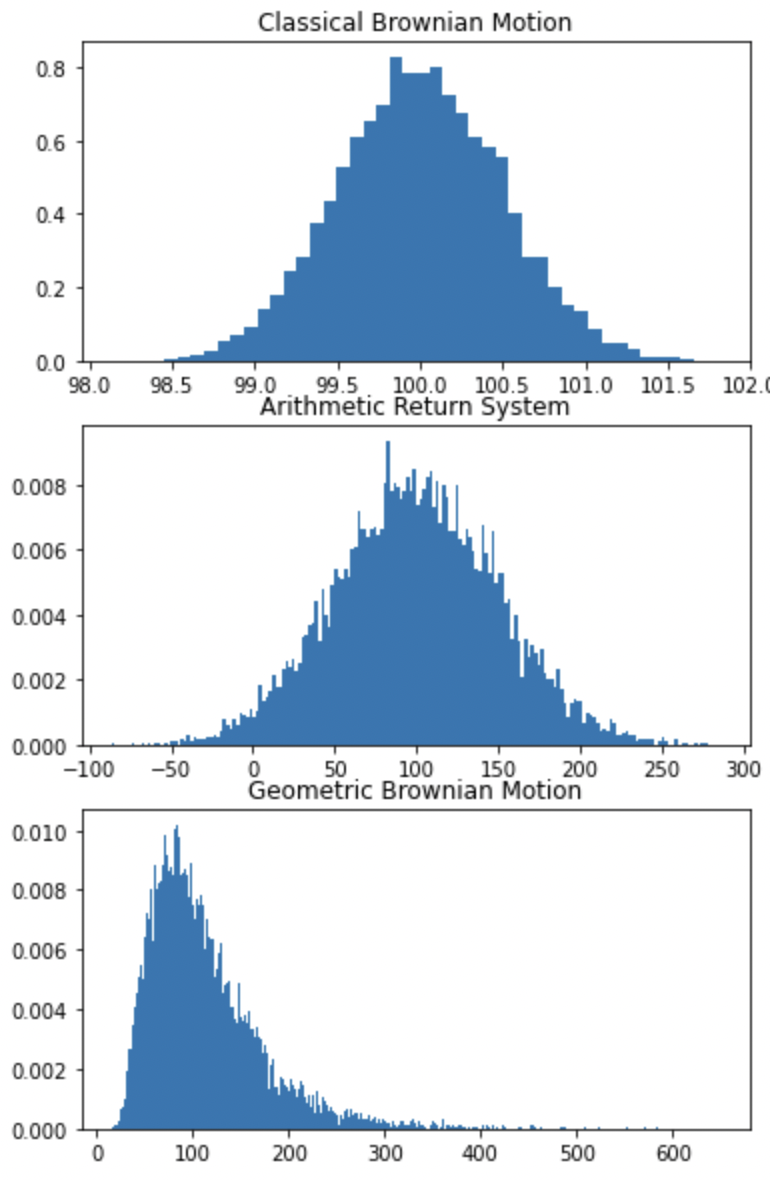 Classical Brownian Motion
0.8
0.6
0.4
0.2
0.0
98.0 98.5 99.0 99.5 100.0 100.5 101.0 101.5 102.0
Arithmetic Return System
0.008
0.006
0.004
0.002
0.000
−100 −50 0 50 100 150 200 250 300
Geometric Brownian Motion
0.010
0.008
0.006
0.004
0.002
0.000
0 100 200 300 400 500 600